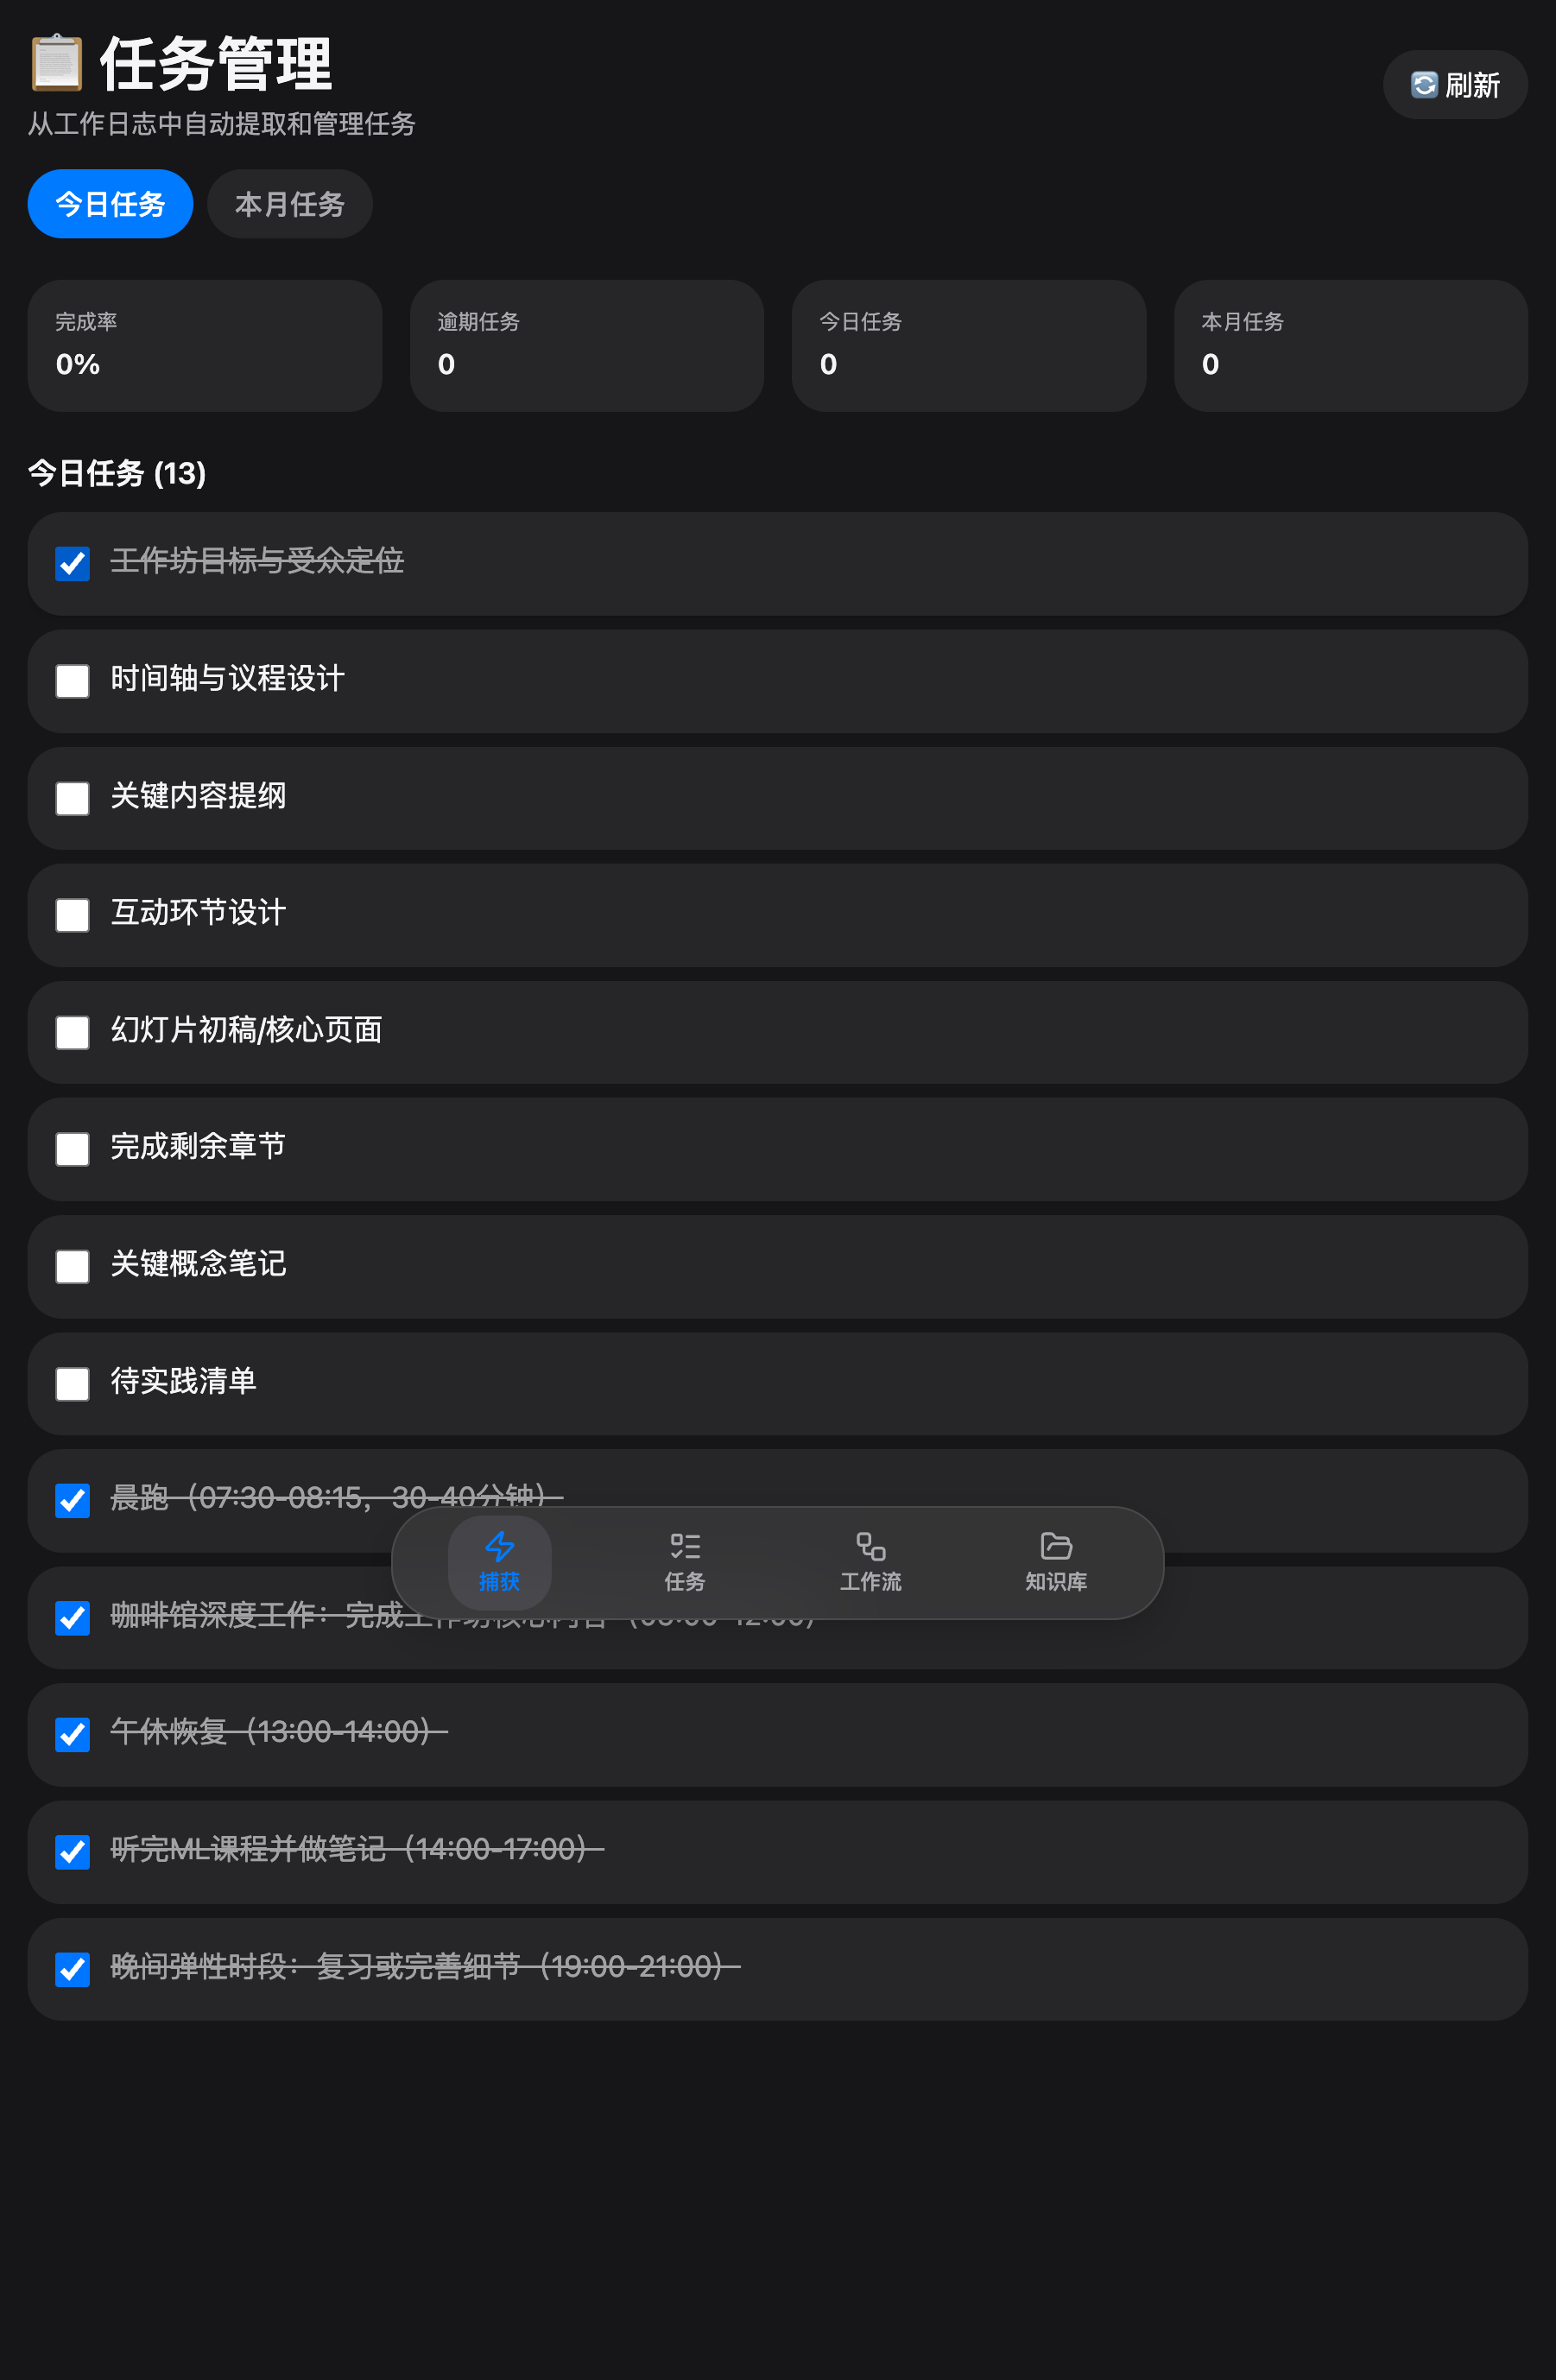 任务管理
从工作日志中自动提取和管理任务
刷新
今日任务 本月任务
完成率 逾期任务 今日任务 本月任务
0% 0 0 0
今日任务 (13)
工作坊目标与受众定位
时间轴与议程设计
关键内容提纲
互动环节设计
幻灯片初稿/核心页面
完成剩余章节
关键概念笔记
待实践清单
晨跑（07:30-08:15，30-40分钟）
捕获 任务 工作流 知识库
咖啡馆深度工作：完成工作坊核心内容
午休恢复（13:00-14:00）
听完ML课程并做笔记（14:00-17:00）
晚间弹性时段：复习或完善细节（19:00-21:00）